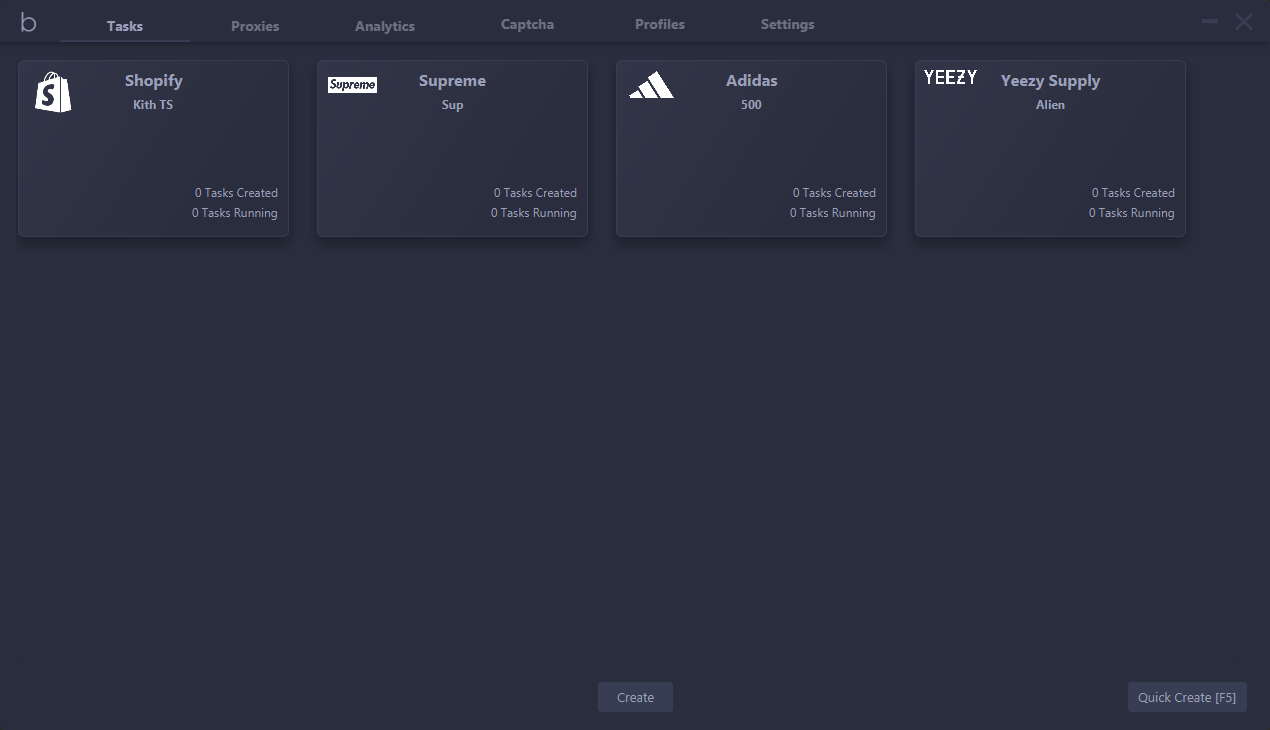 b
Tasks
Proxies
Analytics
Captcha
Profiles
Settings
S
Shopify
Kith TS
0 Tasks Created
0 Tasks Running
Supreme
Supreme
Sup
0 Tasks Created
0 Tasks Running
Adidas
500
0 Tasks Created
0 Tasks Running
YEEZY
Yeezy Supply
Alien
0 Tasks Created
0 Tasks Running
Create
Quick Create [F5]